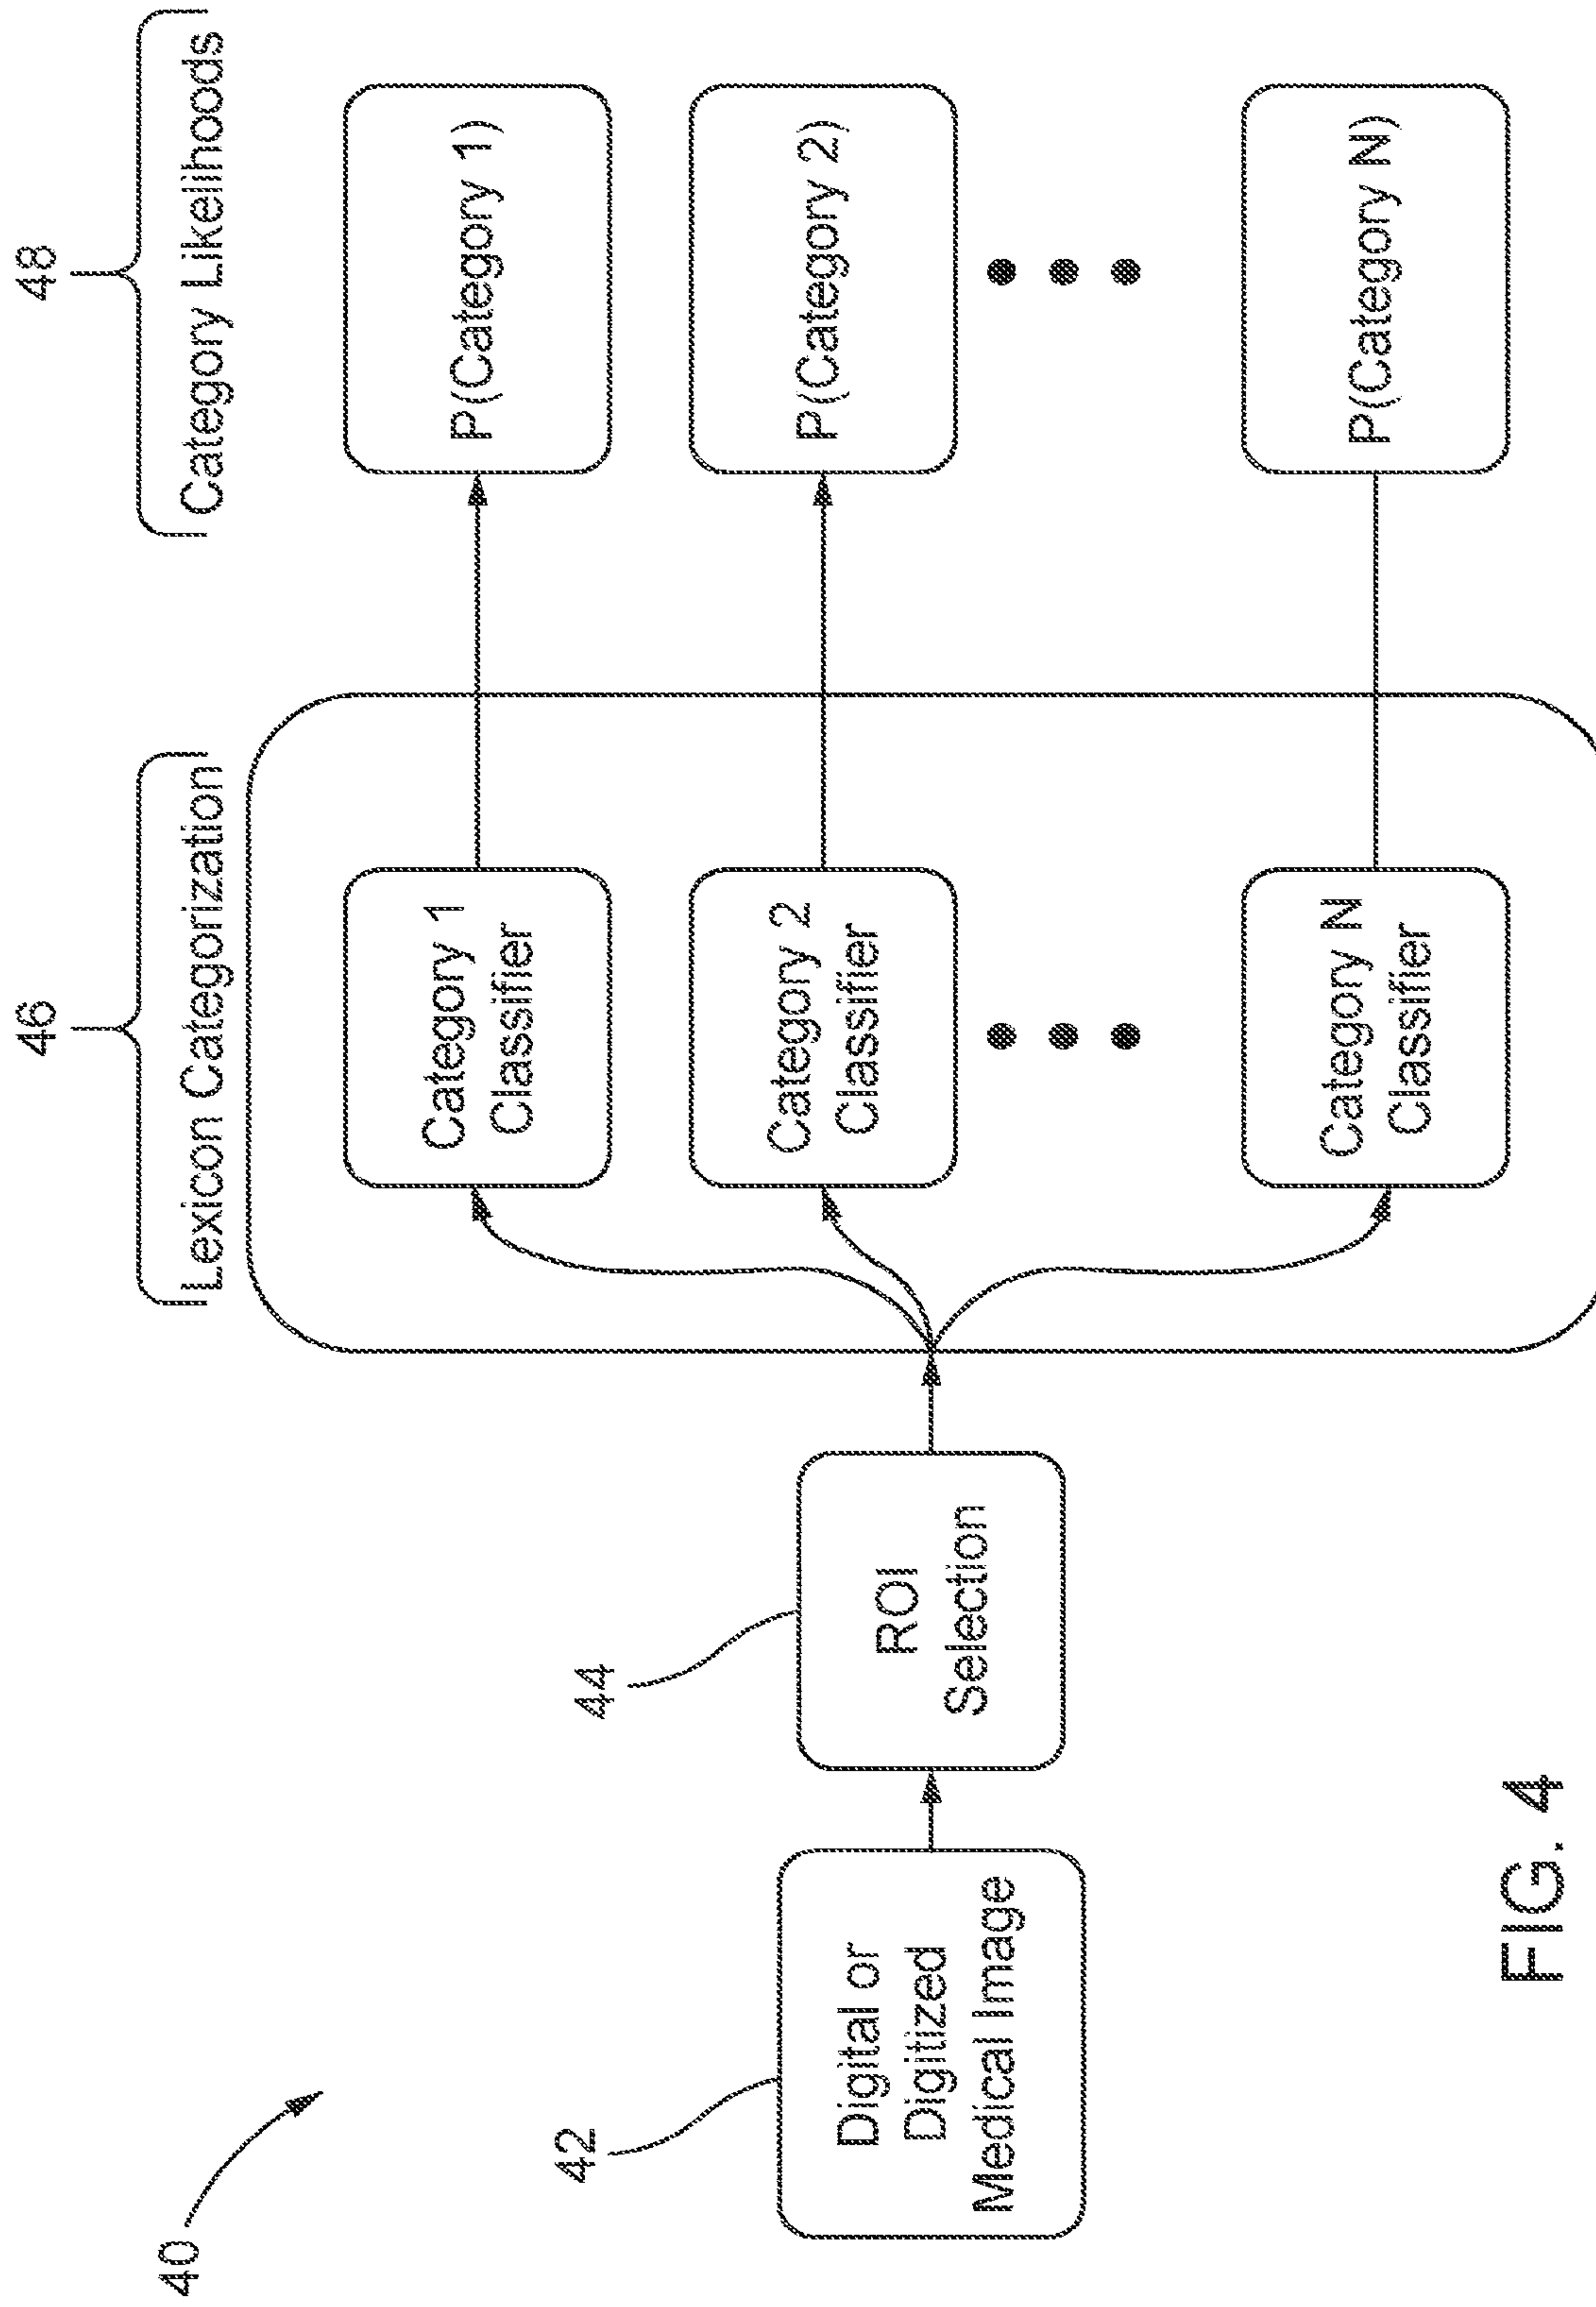 40
42
Digital or
Digitized
Medical Image
44
ROI
Selection
46
Lexicon Categorization
Category 1
Classifier
Category 2
Classifier
Category N
Classifier
48
Category Likelihoods
P(Category 1)
P(Category 2)
P(Category N)
FIG. 4